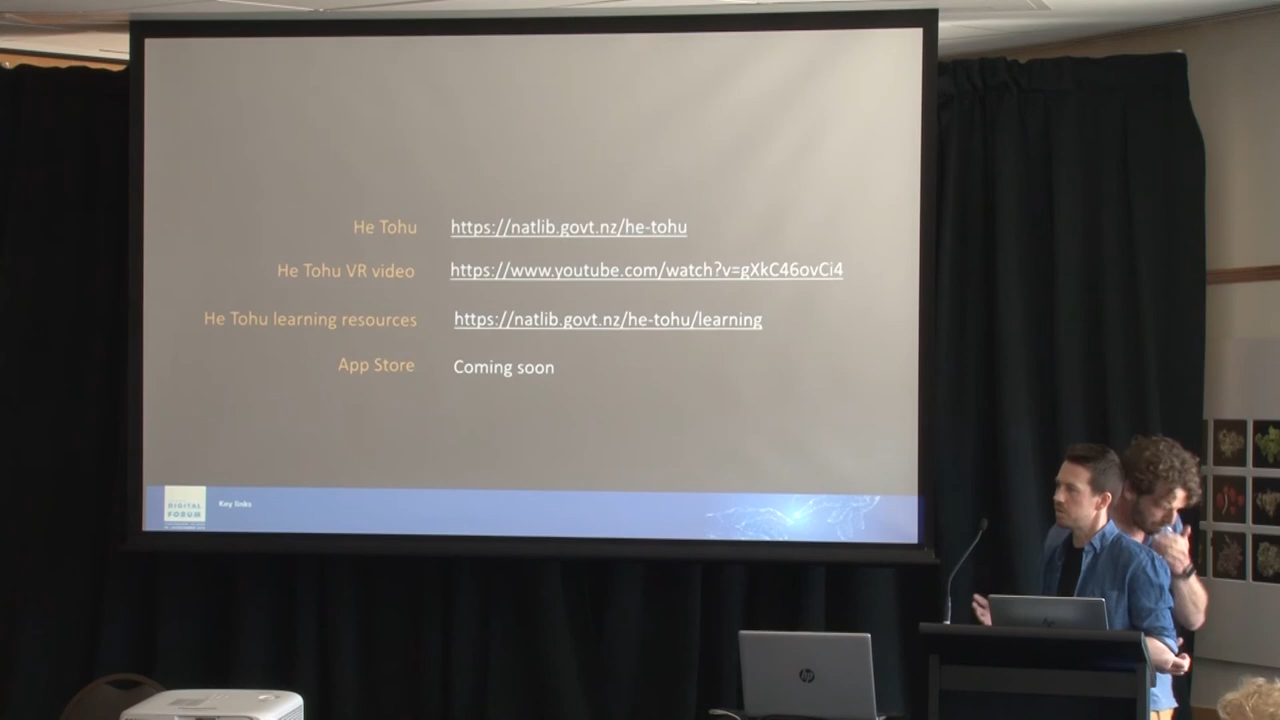 He Tohu https://natlib.govt.nz/he-tohu
He Tohu VR video https://www.youtube.com/watch?v=gXkC46ovCi4
He Tohu learning resources https://natlib.govt.nz/he-tohu/learning
App Store Coming soon
DIGITAL
FORUM
Key links
hp